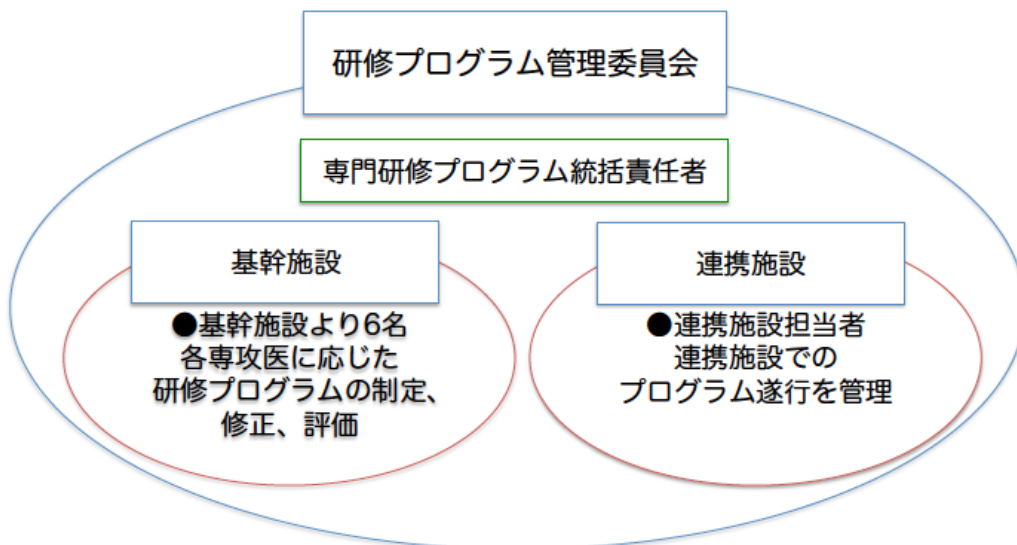 研修プログラム管理委員会
専門研修プログラム統括責任者
基幹施設
●基幹施設より6名
各専攻医に応じた
研修プログラムの制定、
修正、評価
連携施設
●連携施設担当者
連携施設での
プログラム遂行を管理